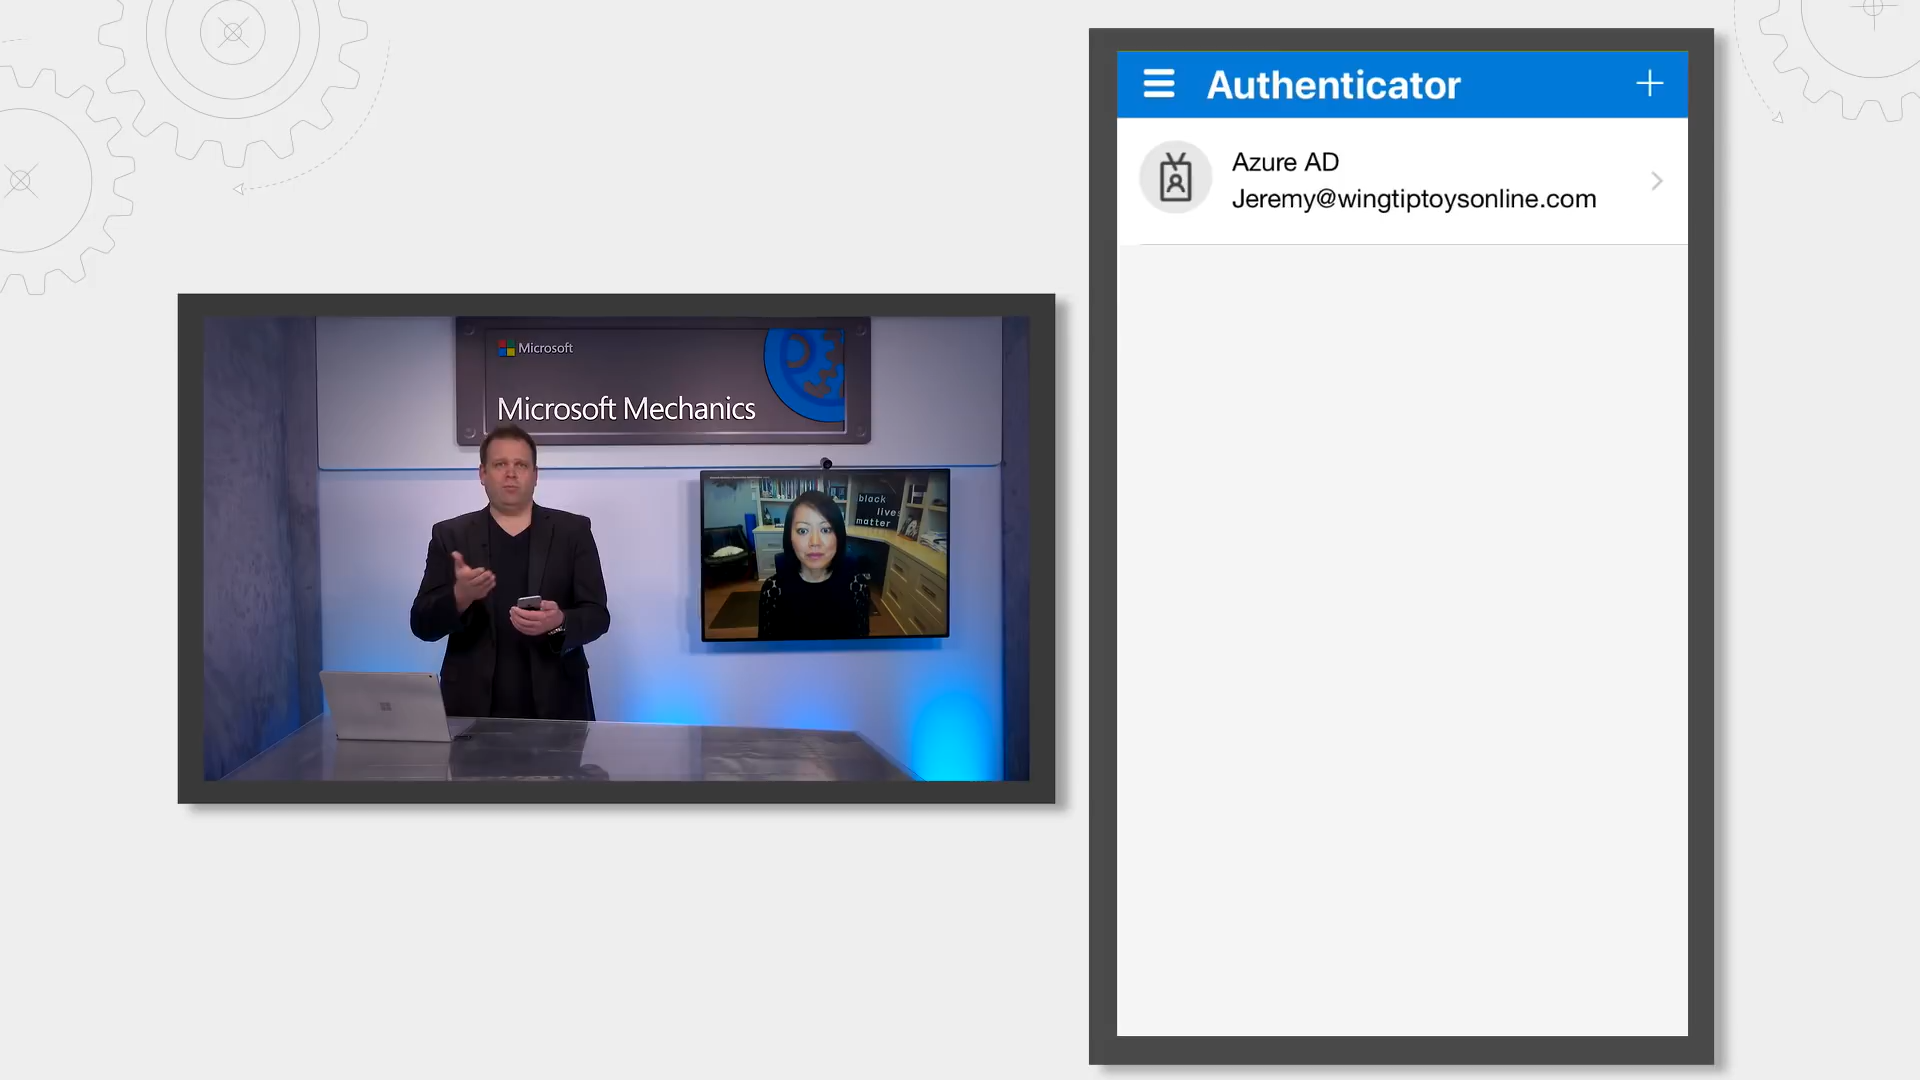 Microsoft
Microsoft Mechanics
black
lives
matter
Authenticator
Azure AD
Jeremy@wingtiptoysonline.com